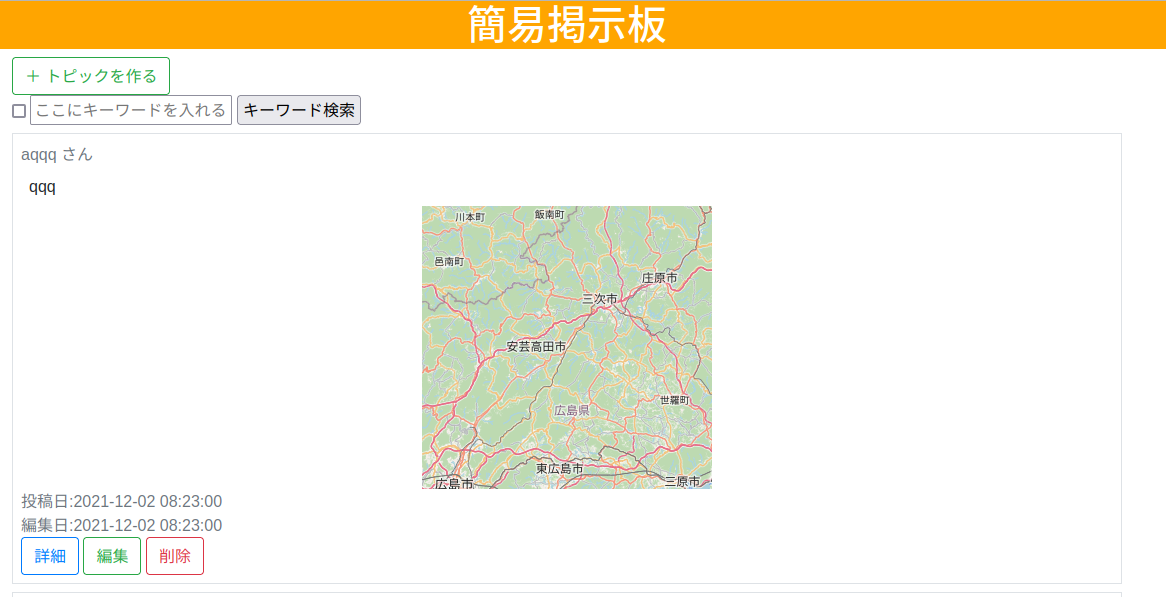 簡易掲示板
＋ トピックを作る
ここにキーワードを入れる キーワード検索
aqqq さん
qqq
川本町 飯南町
邑南町
庄原市
三次市
安芸高田市
世羅町
広島県
東広島市
広島市 三原市
投稿日:2021-12-02 08:23:00
編集日:2021-12-02 08:23:00
詳細 編集 削除